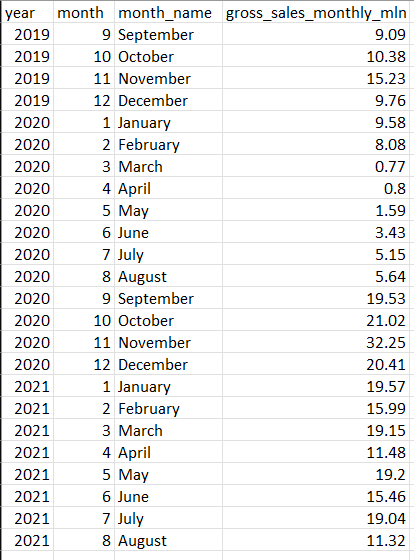 year month month_name gross_sales_monthly_mln
2019 9 September 9.09
2019 10 October 10.38
2019 11 November 15.23
2019 12 December 9.76
2020 1 January 9.58
2020 2 February 8.08
2020 3 March 0.77
2020 4 April 0.8
2020 5 May 1.59
2020 6 June 3.43
2020 7 July 5.15
2020 8 August 5.64
2020 9 September 19.53
2020 10 October 21.02
2020 11 November 32.25
2020 12 December 20.41
2021 1 January 19.57
2021 2 February 15.99
2021 3 March 19.15
2021 4 April 11.48
2021 5 May 19.2
2021 6 June 15.46
2021 7 July 19.04
2021 8 August 11.32